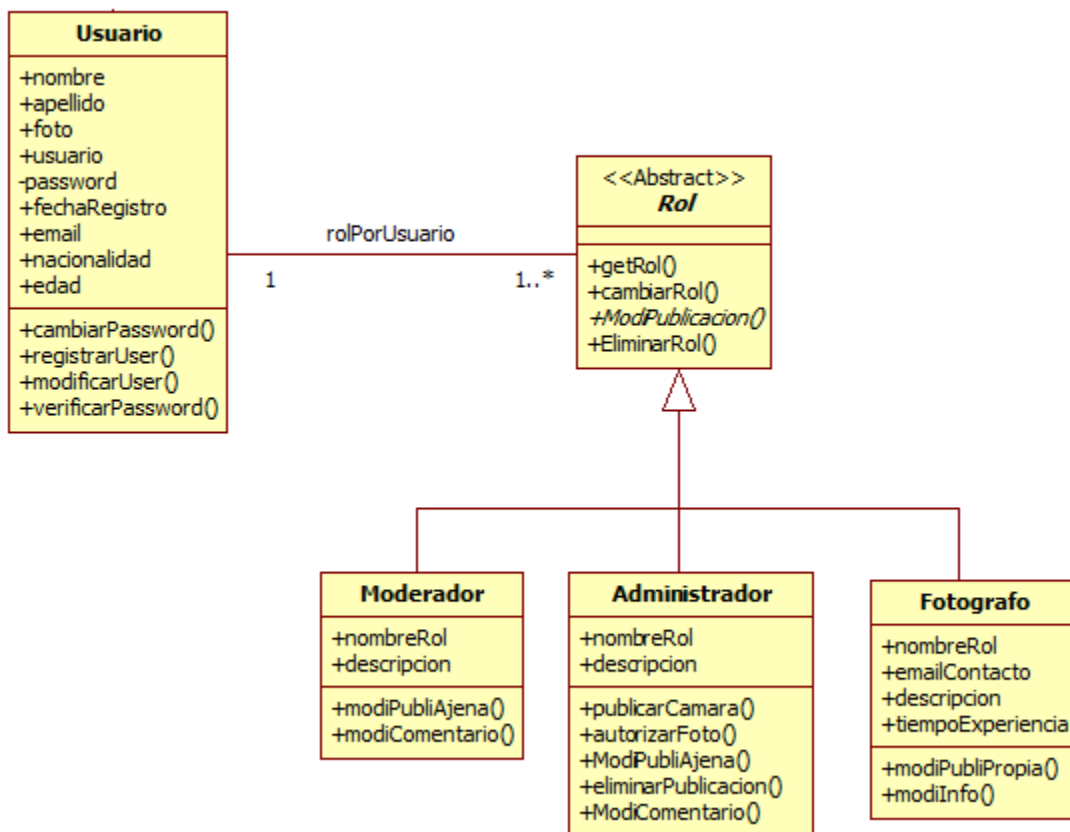 Usuario
+nombre
+apellido
+foto
+usuario
-password
+fechaRegistro
+email
+nacionalidad
+edad
+cambiarPassword()
+registrarUser()
+modificarUser()
+verificarPassword()
rolPorUsuario
1
1..*
<<Abstract>>
Rol
+getRol()
+cambiarRol()
+ModiPublicacion()
+EliminarRol()
Moderador
+nombreRol
+descripcion
+modiPubliAjena()
+modiComentario()
Administrador
+nombreRol
+descripcion
+publicarCamara()
+autorizarFoto()
+ModiPubliAjena()
+eliminarPublicacion()
+ModiComentario()
Fotografo
+nombreRol
+emailContacto
+descripcion
+tiempoExperiencia
+modiPubliPropia()
+modiInfo()